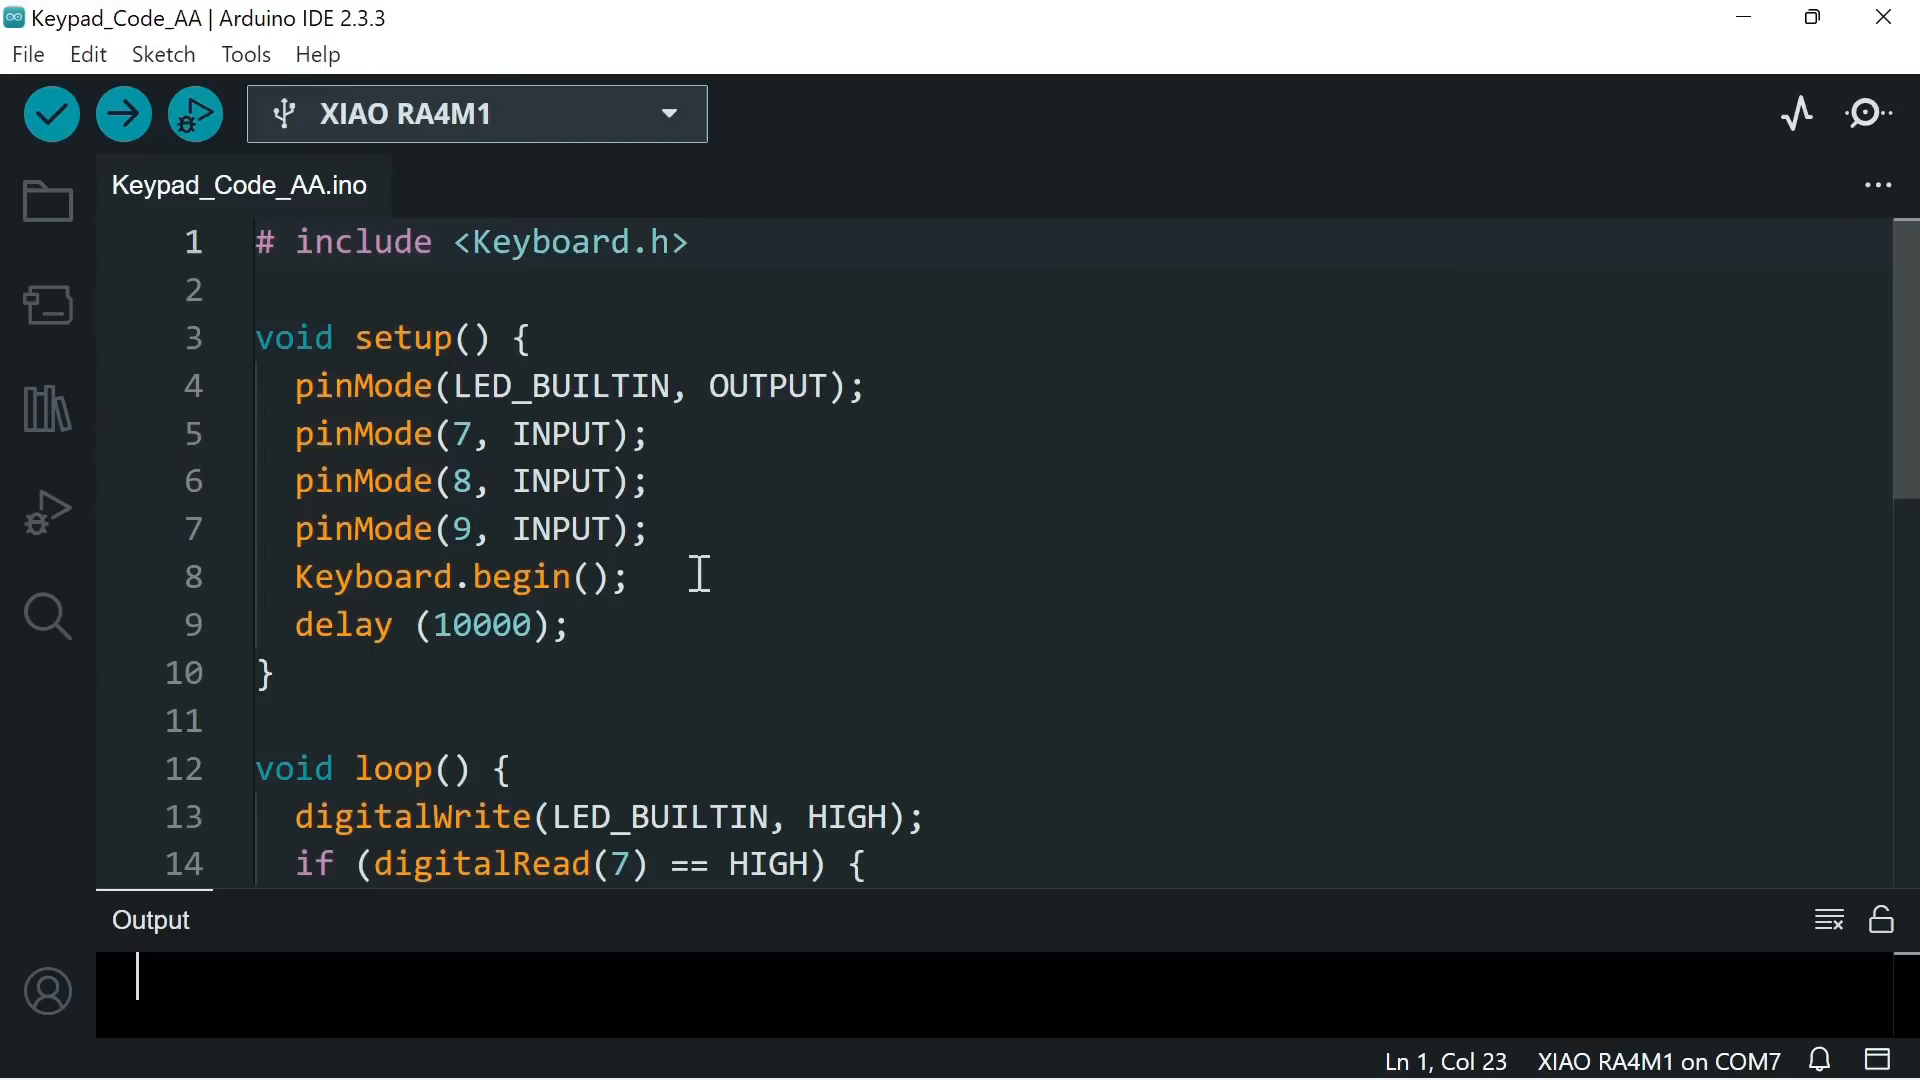 Keypad_Code_AA | Arduino IDE 2.3.3
File Edit Sketch Tools Help
XIAO RA4M1
Keypad_Code_AA.ino
1 # include <Keyboard.h>
2
3 void setup() {
4 pinMode(LED_BUILTIN, OUTPUT);
5 pinMode(7, INPUT);
6 pinMode(8, INPUT);
7 pinMode(9, INPUT);
8 Keyboard.begin();
9 delay (10000);
10 }
11
12 void loop() {
13 digitalWrite(LED_BUILTIN, HIGH);
14 if (digitalRead(7) == HIGH) {
Output
Ln 1, Col 23 XIAO RA4M1 on COM7